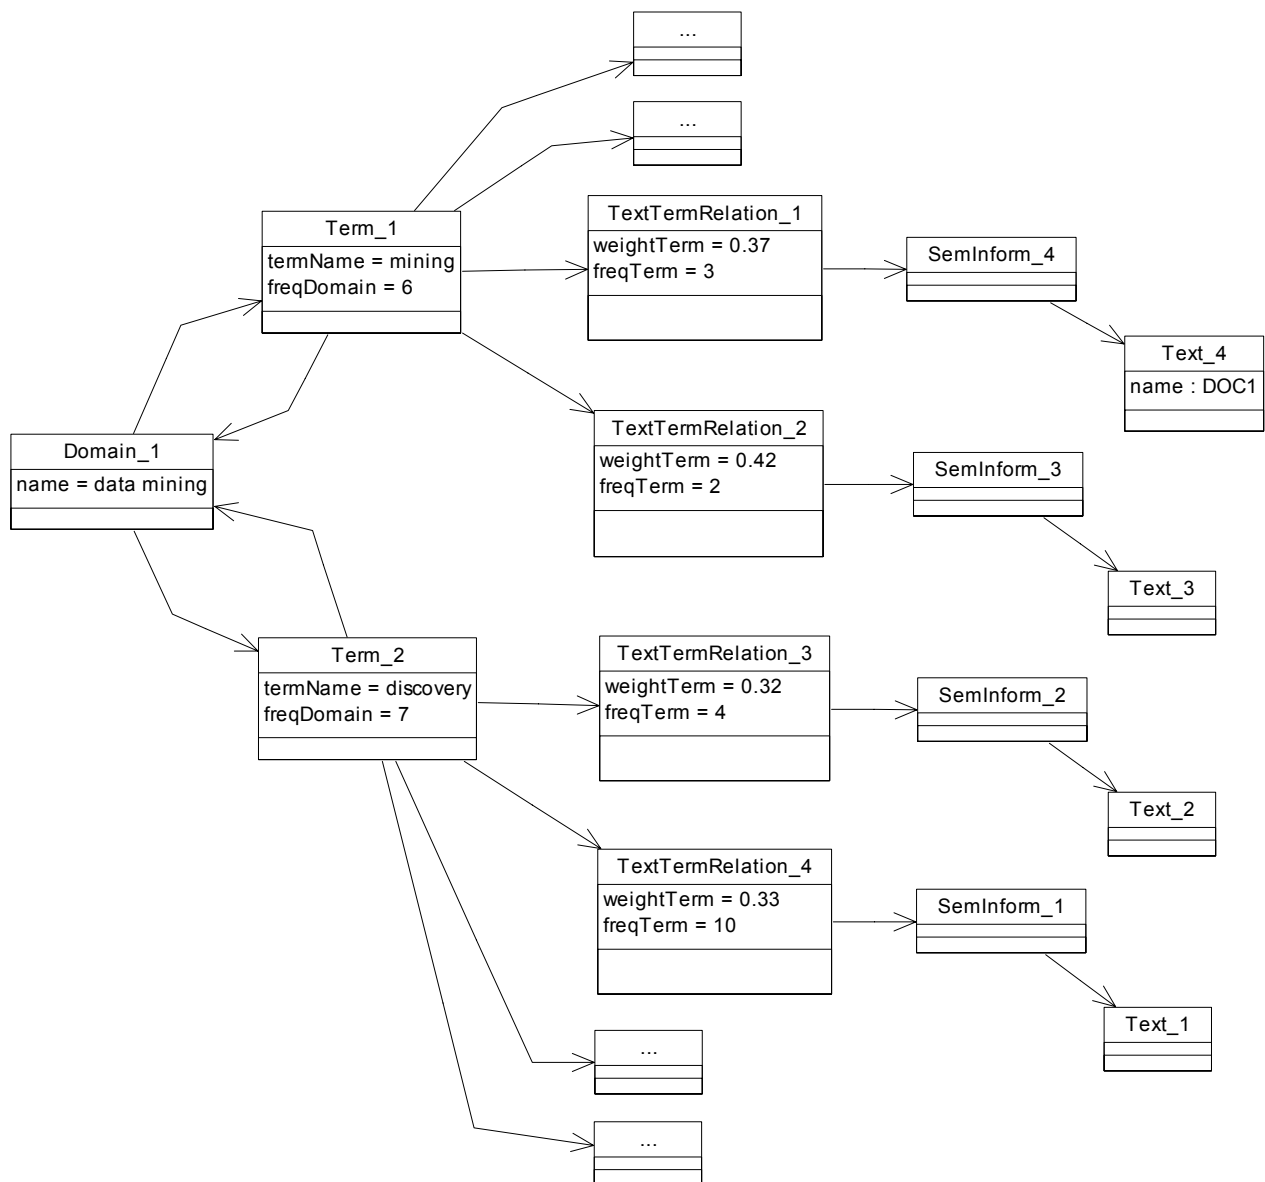 ...
...
Term_1
termName = mining
freqDomain = 6
TextTermRelation_1
weightTerm = 0.37
freqTerm = 3
SemInform_4
Text_4
name : DOC1
TextTermRelation_2
weightTerm = 0.42
freqTerm = 2
SemInform_3
Text_3
Domain_1
name = data mining
Term_2
termName = discovery
freqDomain = 7
TextTermRelation_3
weightTerm = 0.32
freqTerm = 4
SemInform_2
Text_2
TextTermRelation_4
weightTerm = 0.33
freqTerm = 10
SemInform_1
Text_1
...
...